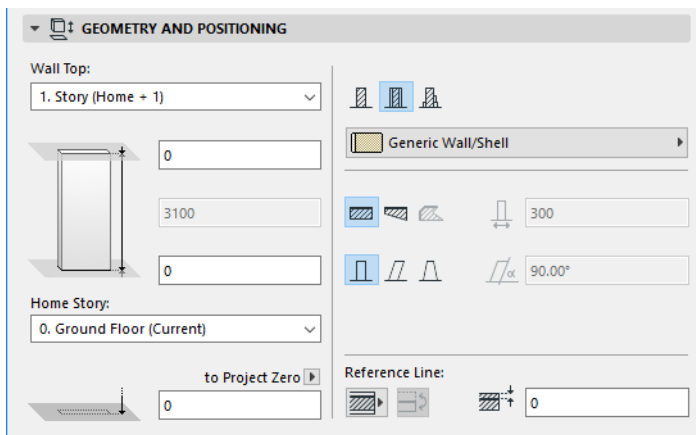 GEOMETRY AND POSITIONING
Wall Top:
1. Story (Home + 1)
0
3100
0
Home Story:
0. Ground Floor (Current)
to Project Zero
0
Generic Wall/Shell
300
α
90.00°
Reference Line:
0